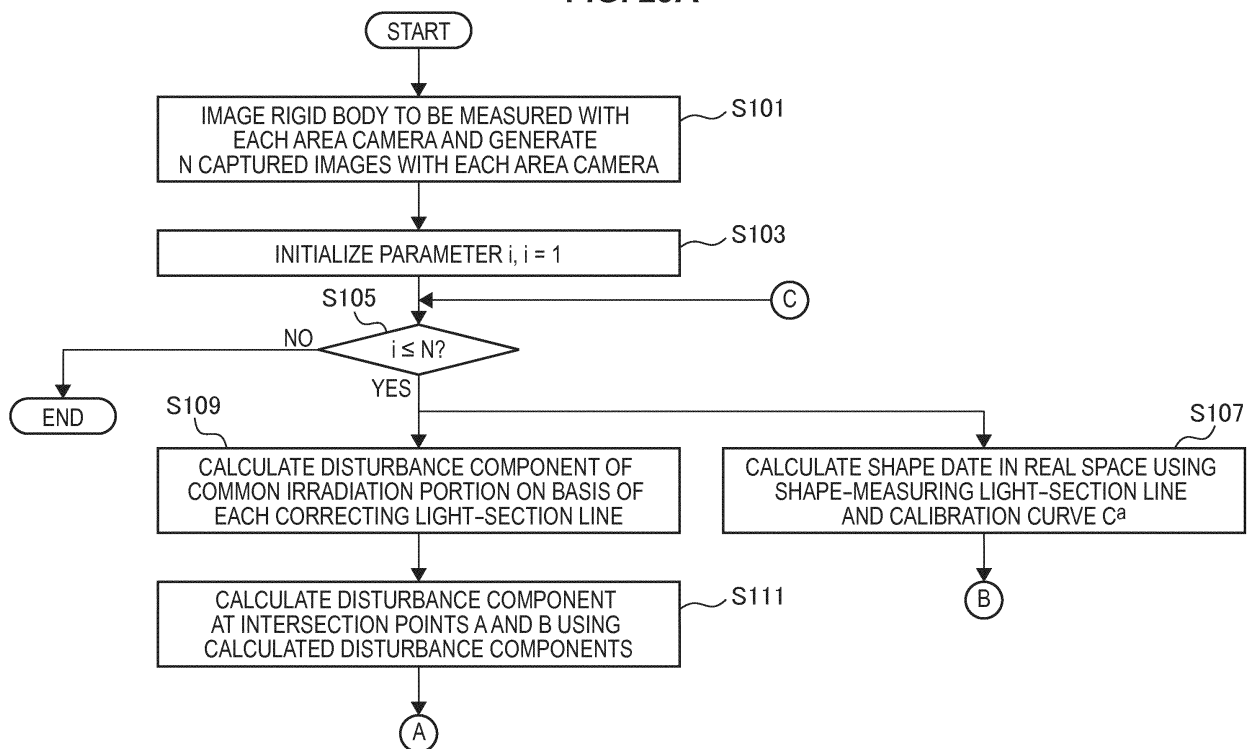 START
IMAGE RIGID BODY TO BE MEASURED WITH
EACH AREA CAMERA AND GENERATE
N CAPTURED IMAGES WITH EACH AREA CAMERA
S101
INITIALIZE PARAMETER i, i = 1
S103
C
S105
i ≤ N?
NO
YES
END
S109
CALCULATE DISTURBANCE COMPONENT OF
COMMON IRRADIATION PORTION ON BASIS OF
EACH CORRECTING LIGHT-SECTION LINE
S107
CALCULATE SHAPE DATE IN REAL SPACE USING
SHAPE-MEASURING LIGHT-SECTION LINE
AND CALIBRATION CURVE Cᵃ
CALCULATE DISTURBANCE COMPONENT
AT INTERSECTION POINTS A AND B USING
CALCULATED DISTURBANCE COMPONENTS
S111
B
A